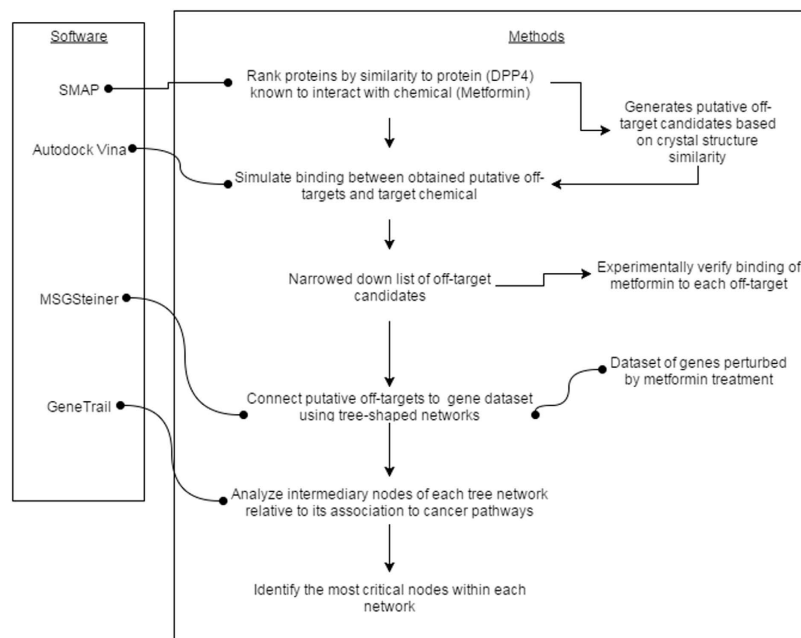 Software
SMAP
Autodock Vina
MSGSteiner
GeneTrail
Methods
Rank proteins by similarity to protein (DPP4)
known to interact with chemical (Metformin)
Generates putative off-
target candidates based
on crystal structure
similarity
Simulate binding between obtained putative off-
targets and target chemical
Narrowed down list of off-target
candidates
Experimentally verify binding of
metformin to each off-target
Dataset of genes perturbed
by metformin treatment
Connect putative off-targets to gene dataset
using tree-shaped networks
Analyze intermediary nodes of each tree network
relative to its association to cancer pathways
Identify the most critical nodes within each
network